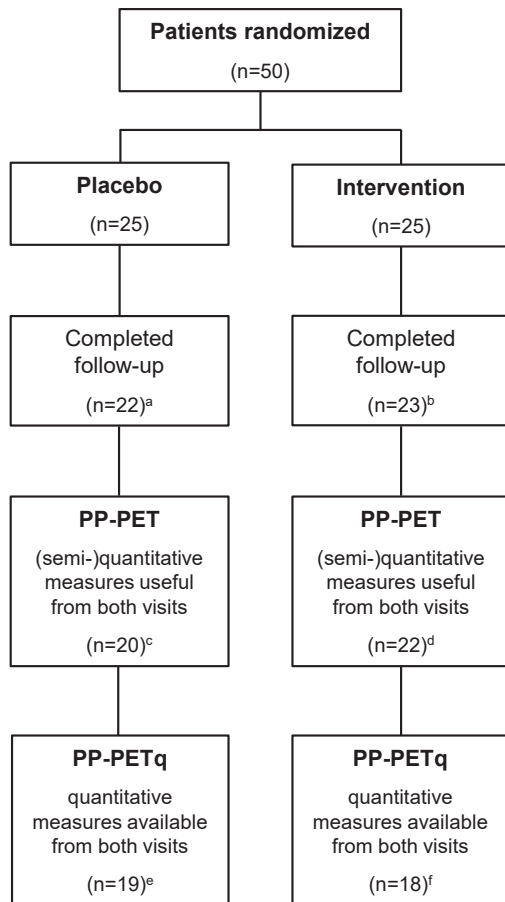 Patients randomized
(n=50)
Placebo
(n=25)
Intervention
(n=25)
Completed
follow-up
(n=22)ᵃ
Completed
follow-up
(n=23)ᵇ
PP-PET
(semi-)quantitative
measures useful
from both visits
(n=20)ᶜ
PP-PET
(semi-)quantitative
measures useful
from both visits
(n=22)ᵈ
PP-PETq
quantitative
measures available
from both visits
(n=19)ᵉ
PP-PETq
quantitative
measures available
from both visits
(n=18)ᶠ